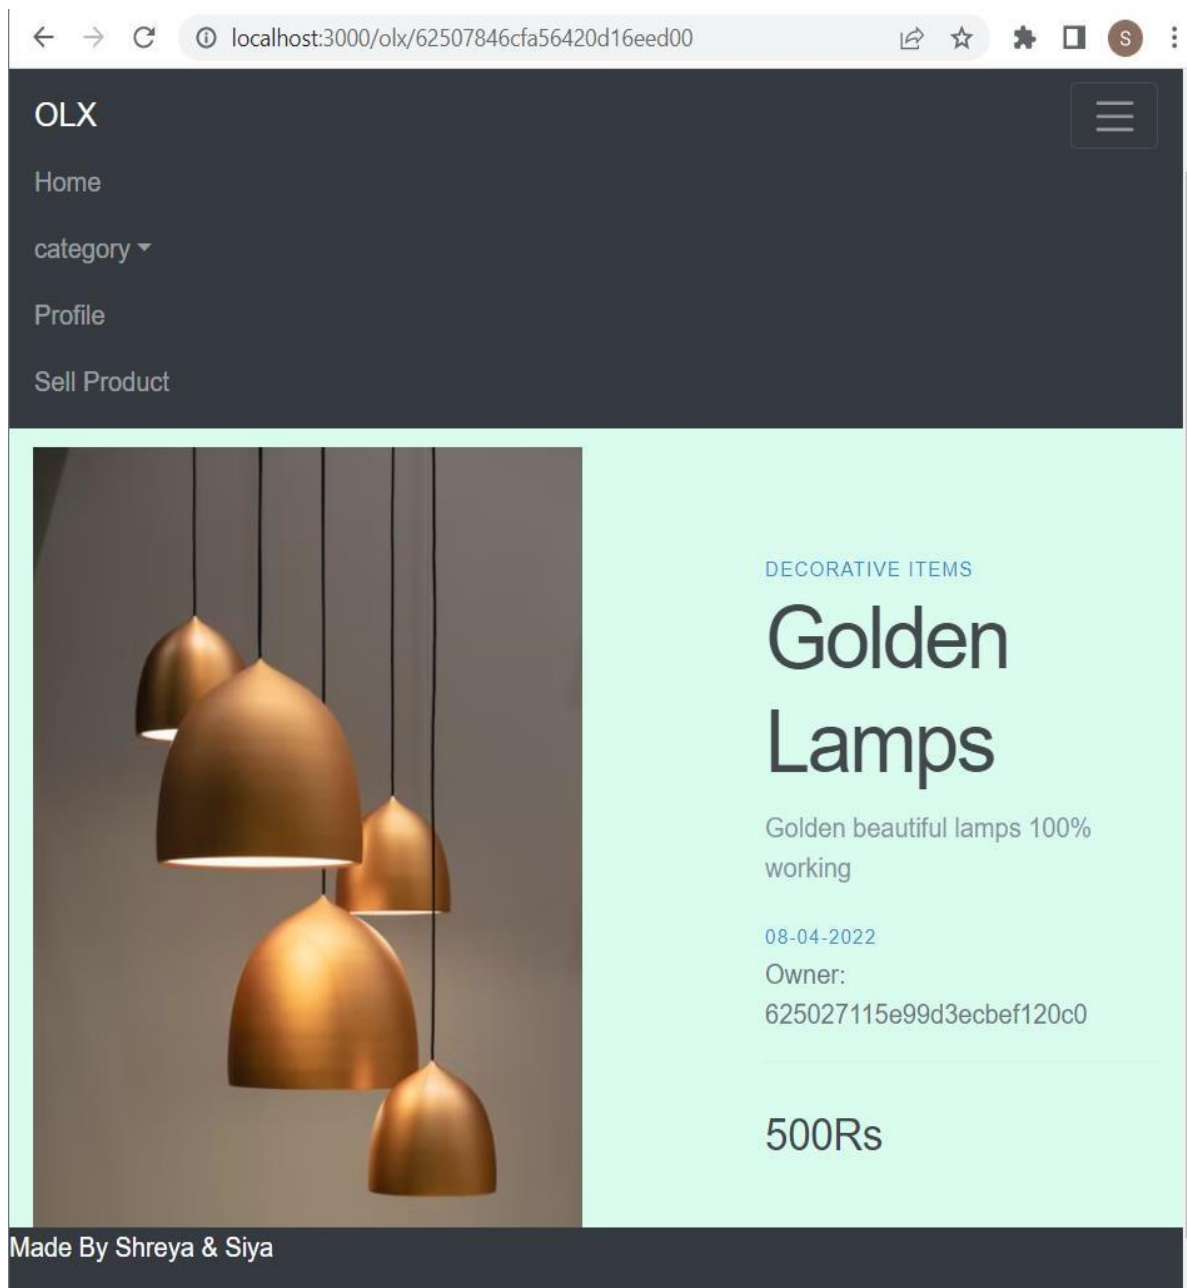 localhost:3000/olx/62507846cfa56420d16eed00
S
OLX
Home
category
Profile
Sell Product
DECORATIVE ITEMS
Golden
Lamps
Golden beautiful lamps 100%
working
08-04-2022
Owner:
625027115e99d3ecbef120c0
500Rs
Made By Shreya & Siya